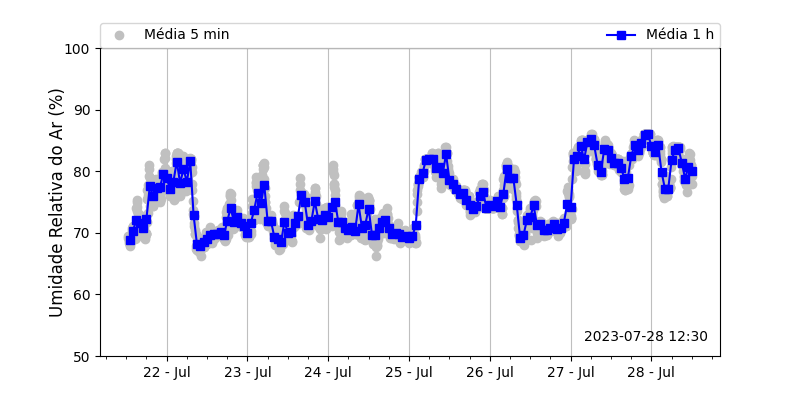 Média 5 min
Média 1 h
Umidade Relativa do Ar (%)
100
90
80
70
60
50
2023-07-28 12:30
22 - Jul
23 - Jul
24 - Jul
25 - Jul
26 - Jul
27 - Jul
28 - Jul